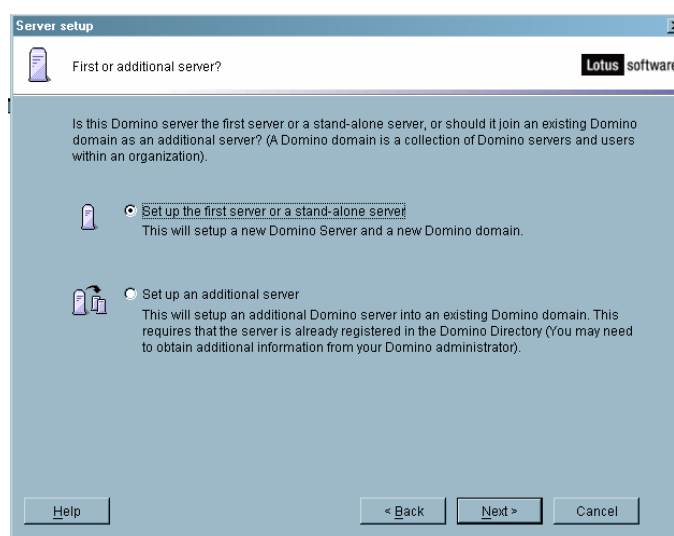 Server setup
First or additional server?
Lotus software
Is this Domino server the first server or a stand-alone server, or should it join an existing Domino
domain as an additional server? (A Domino domain is a collection of Domino servers and users
within an organization).
Set up the first server or a stand-alone server
This will setup a new Domino Server and a new Domino domain.
Set up an additional server
This will setup an additional Domino server into an existing Domino domain. This
requires that the server is already registered in the Domino Directory (You may need
to obtain additional information from your Domino administrator).
Help
< Back
Next >
Cancel